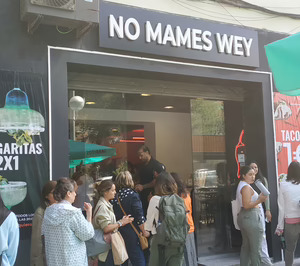 NO MAMES WEY
GARITAS
2X1
TACO